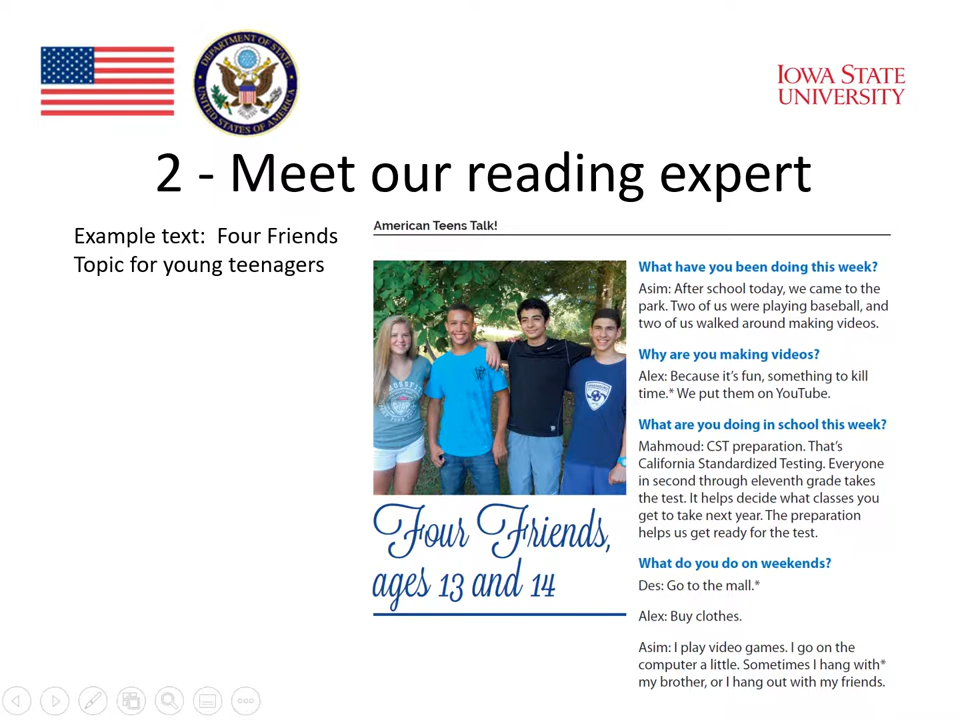 DEPARTMENT OF STATE
UNITED STATES OF AMERICA
IOWA STATE
UNIVERSITY
2 - Meet our reading expert
Example text:  Four Friends
Topic for young teenagers
American Teens Talk!
Four Friends,
ages 13 and 14
What have you been doing this week?
Asim: After school today, we came to the
park. Two of us were playing baseball, and
two of us walked around making videos.
Why are you making videos?
Alex: Because it's fun, something to kill
time.* We put them on YouTube.
What are you doing in school this week?
Mahmoud: CST preparation. That's
California Standardized Testing. Everyone
in second through eleventh grade takes
the test. It helps decide what classes you
get to take next year. The preparation
helps us get ready for the test.
What do you do on weekends?
Des: Go to the mall.*
Alex: Buy clothes.
Asim: I play video games. I go on the
computer a little. Sometimes I hang with*
my brother, or I hang out with my friends.